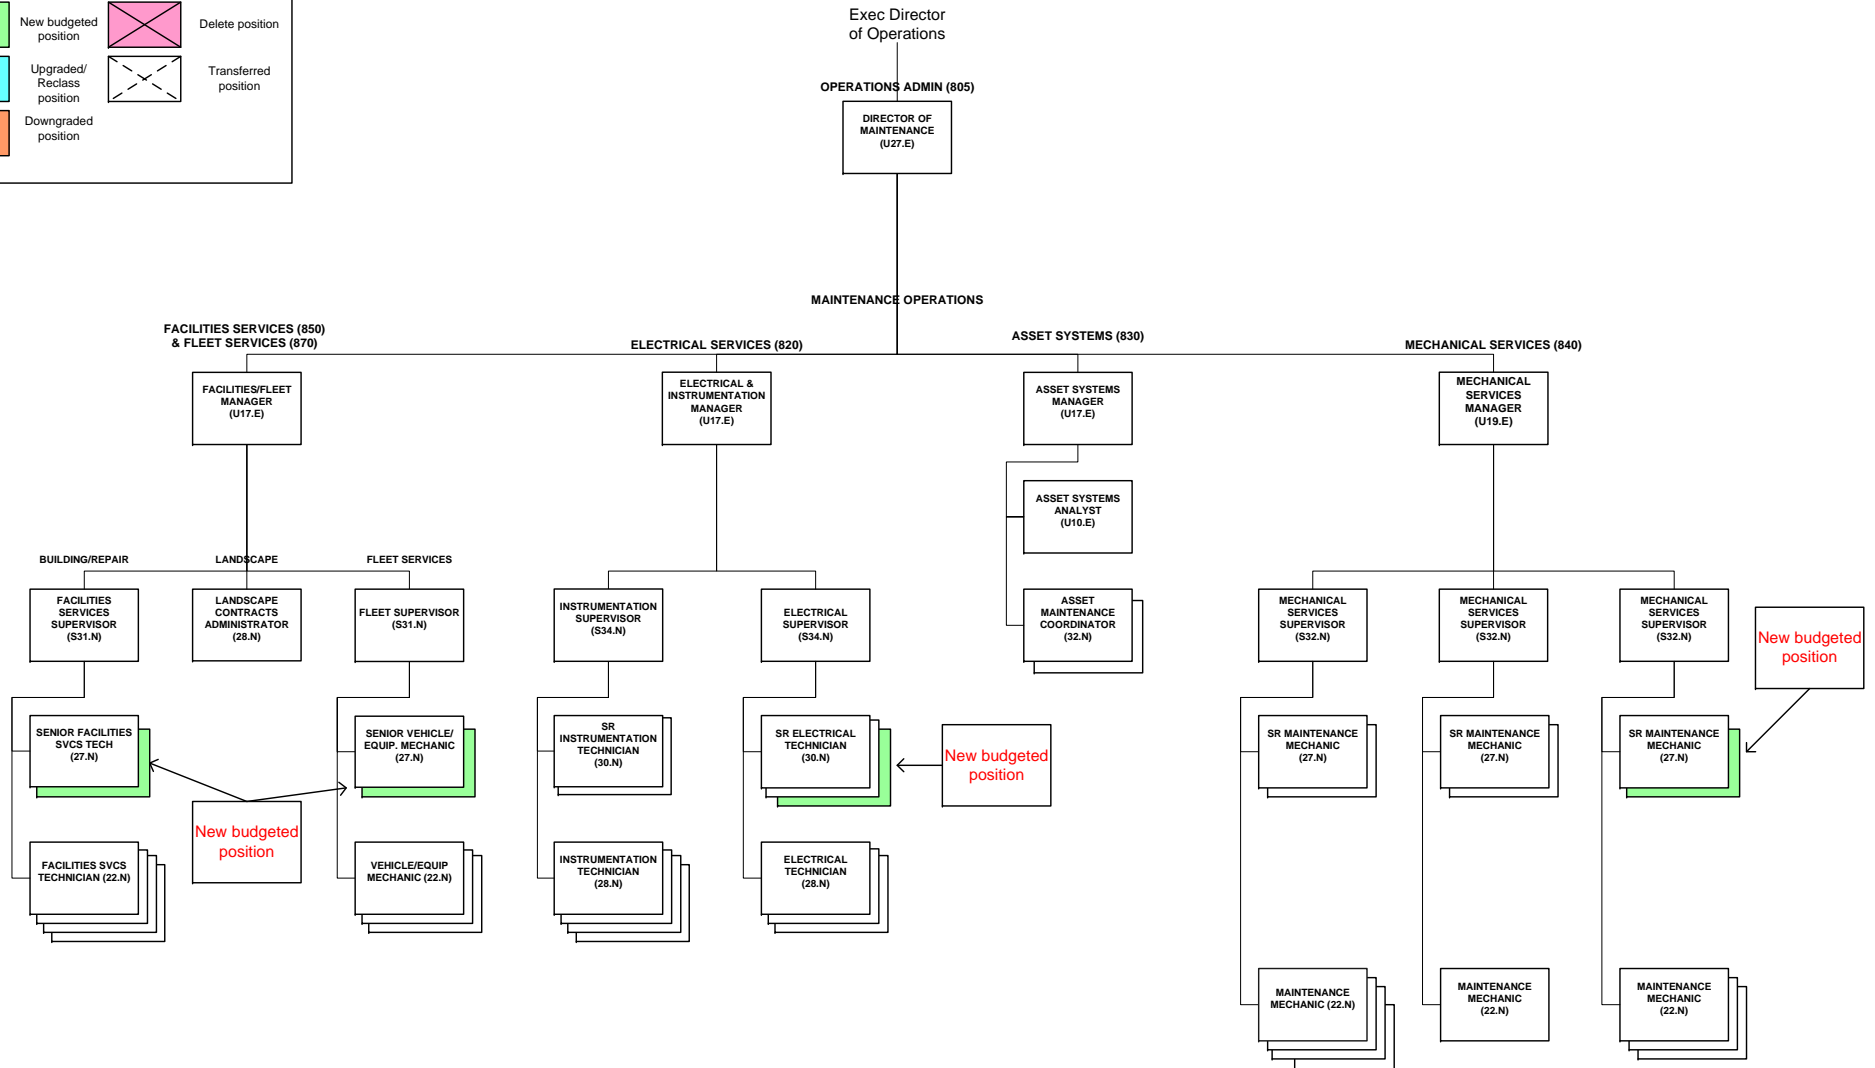 New budgeted
position
Delete position
Upgraded/
Reclass
position
Transferred
position
Downgraded
position
Exec Director
of Operations
OPERATIONS ADMIN (805)
DIRECTOR OF
MAINTENANCE
(U27.E)
MAINTENANCE OPERATIONS
FACILITIES SERVICES (850)
& FLEET SERVICES (870)
ELECTRICAL SERVICES (820)
ASSET SYSTEMS (830)
MECHANICAL SERVICES (840)
FACILITIES/FLEET
MANAGER
(U17.E)
ELECTRICAL &
INSTRUMENTATION
MANAGER
(U17.E)
ASSET SYSTEMS
MANAGER
(U17.E)
MECHANICAL
SERVICES
MANAGER
(U19.E)
ASSET SYSTEMS
ANALYST
(U10.E)
BUILDING/REPAIR
LANDSCAPE
FLEET SERVICES
FACILITIES
SERVICES
SUPERVISOR
(S31.N)
LANDSCAPE
CONTRACTS
ADMINISTRATOR
(28.N)
FLEET SUPERVISOR
(S31.N)
INSTRUMENTATION
SUPERVISOR
(S34.N)
ELECTRICAL
SUPERVISOR
(S34.N)
ASSET
MAINTENANCE
COORDINATOR
(32.N)
MECHANICAL
SERVICES
SUPERVISOR
(S32.N)
MECHANICAL
SERVICES
SUPERVISOR
(S32.N)
MECHANICAL
SERVICES
SUPERVISOR
(S32.N)
New budgeted
position
SENIOR FACILITIES
SVCS TECH
(27.N)
SENIOR VEHICLE/
EQUIP. MECHANIC
(27.N)
SR
INSTRUMENTATION
TECHNICIAN
(30.N)
SR ELECTRICAL
TECHNICIAN
(30.N)
New budgeted
position
SR MAINTENANCE
MECHANIC
(27.N)
SR MAINTENANCE
MECHANIC
(27.N)
SR MAINTENANCE
MECHANIC
(27.N)
New budgeted
position
FACILITIES SVCS
TECHNICIAN (22.N)
VEHICLE/EQUIP
MECHANIC (22.N)
INSTRUMENTATION
TECHNICIAN
(28.N)
ELECTRICAL
TECHNICIAN
(28.N)
MAINTENANCE
MECHANIC (22.N)
MAINTENANCE
MECHANIC
(22.N)
MAINTENANCE
MECHANIC
(22.N)